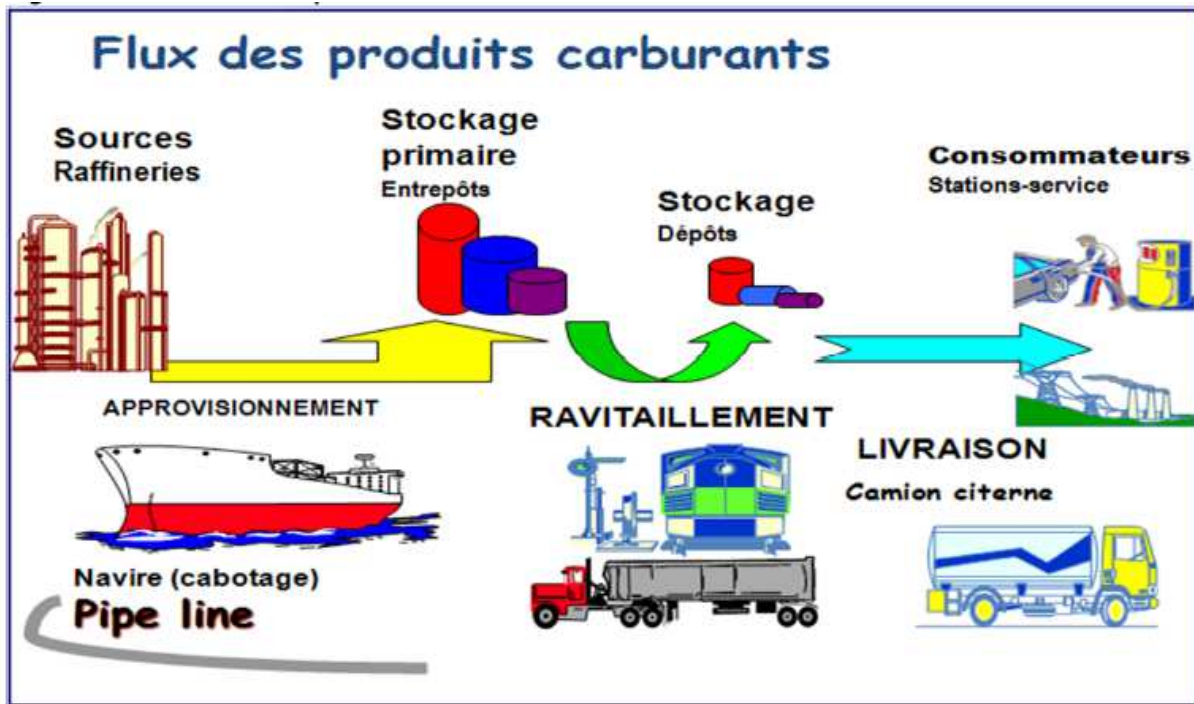 Flux des produits carburants
Sources
Raffineries
Stockage
primaire
Entrepôts
Stockage
Dépôts
Consommateurs
Stations-service
APPROVISIONNEMENT
Navire (cabotage)
Pipe line
RAVITAILLEMENT
LIVRAISON
Camion citerne